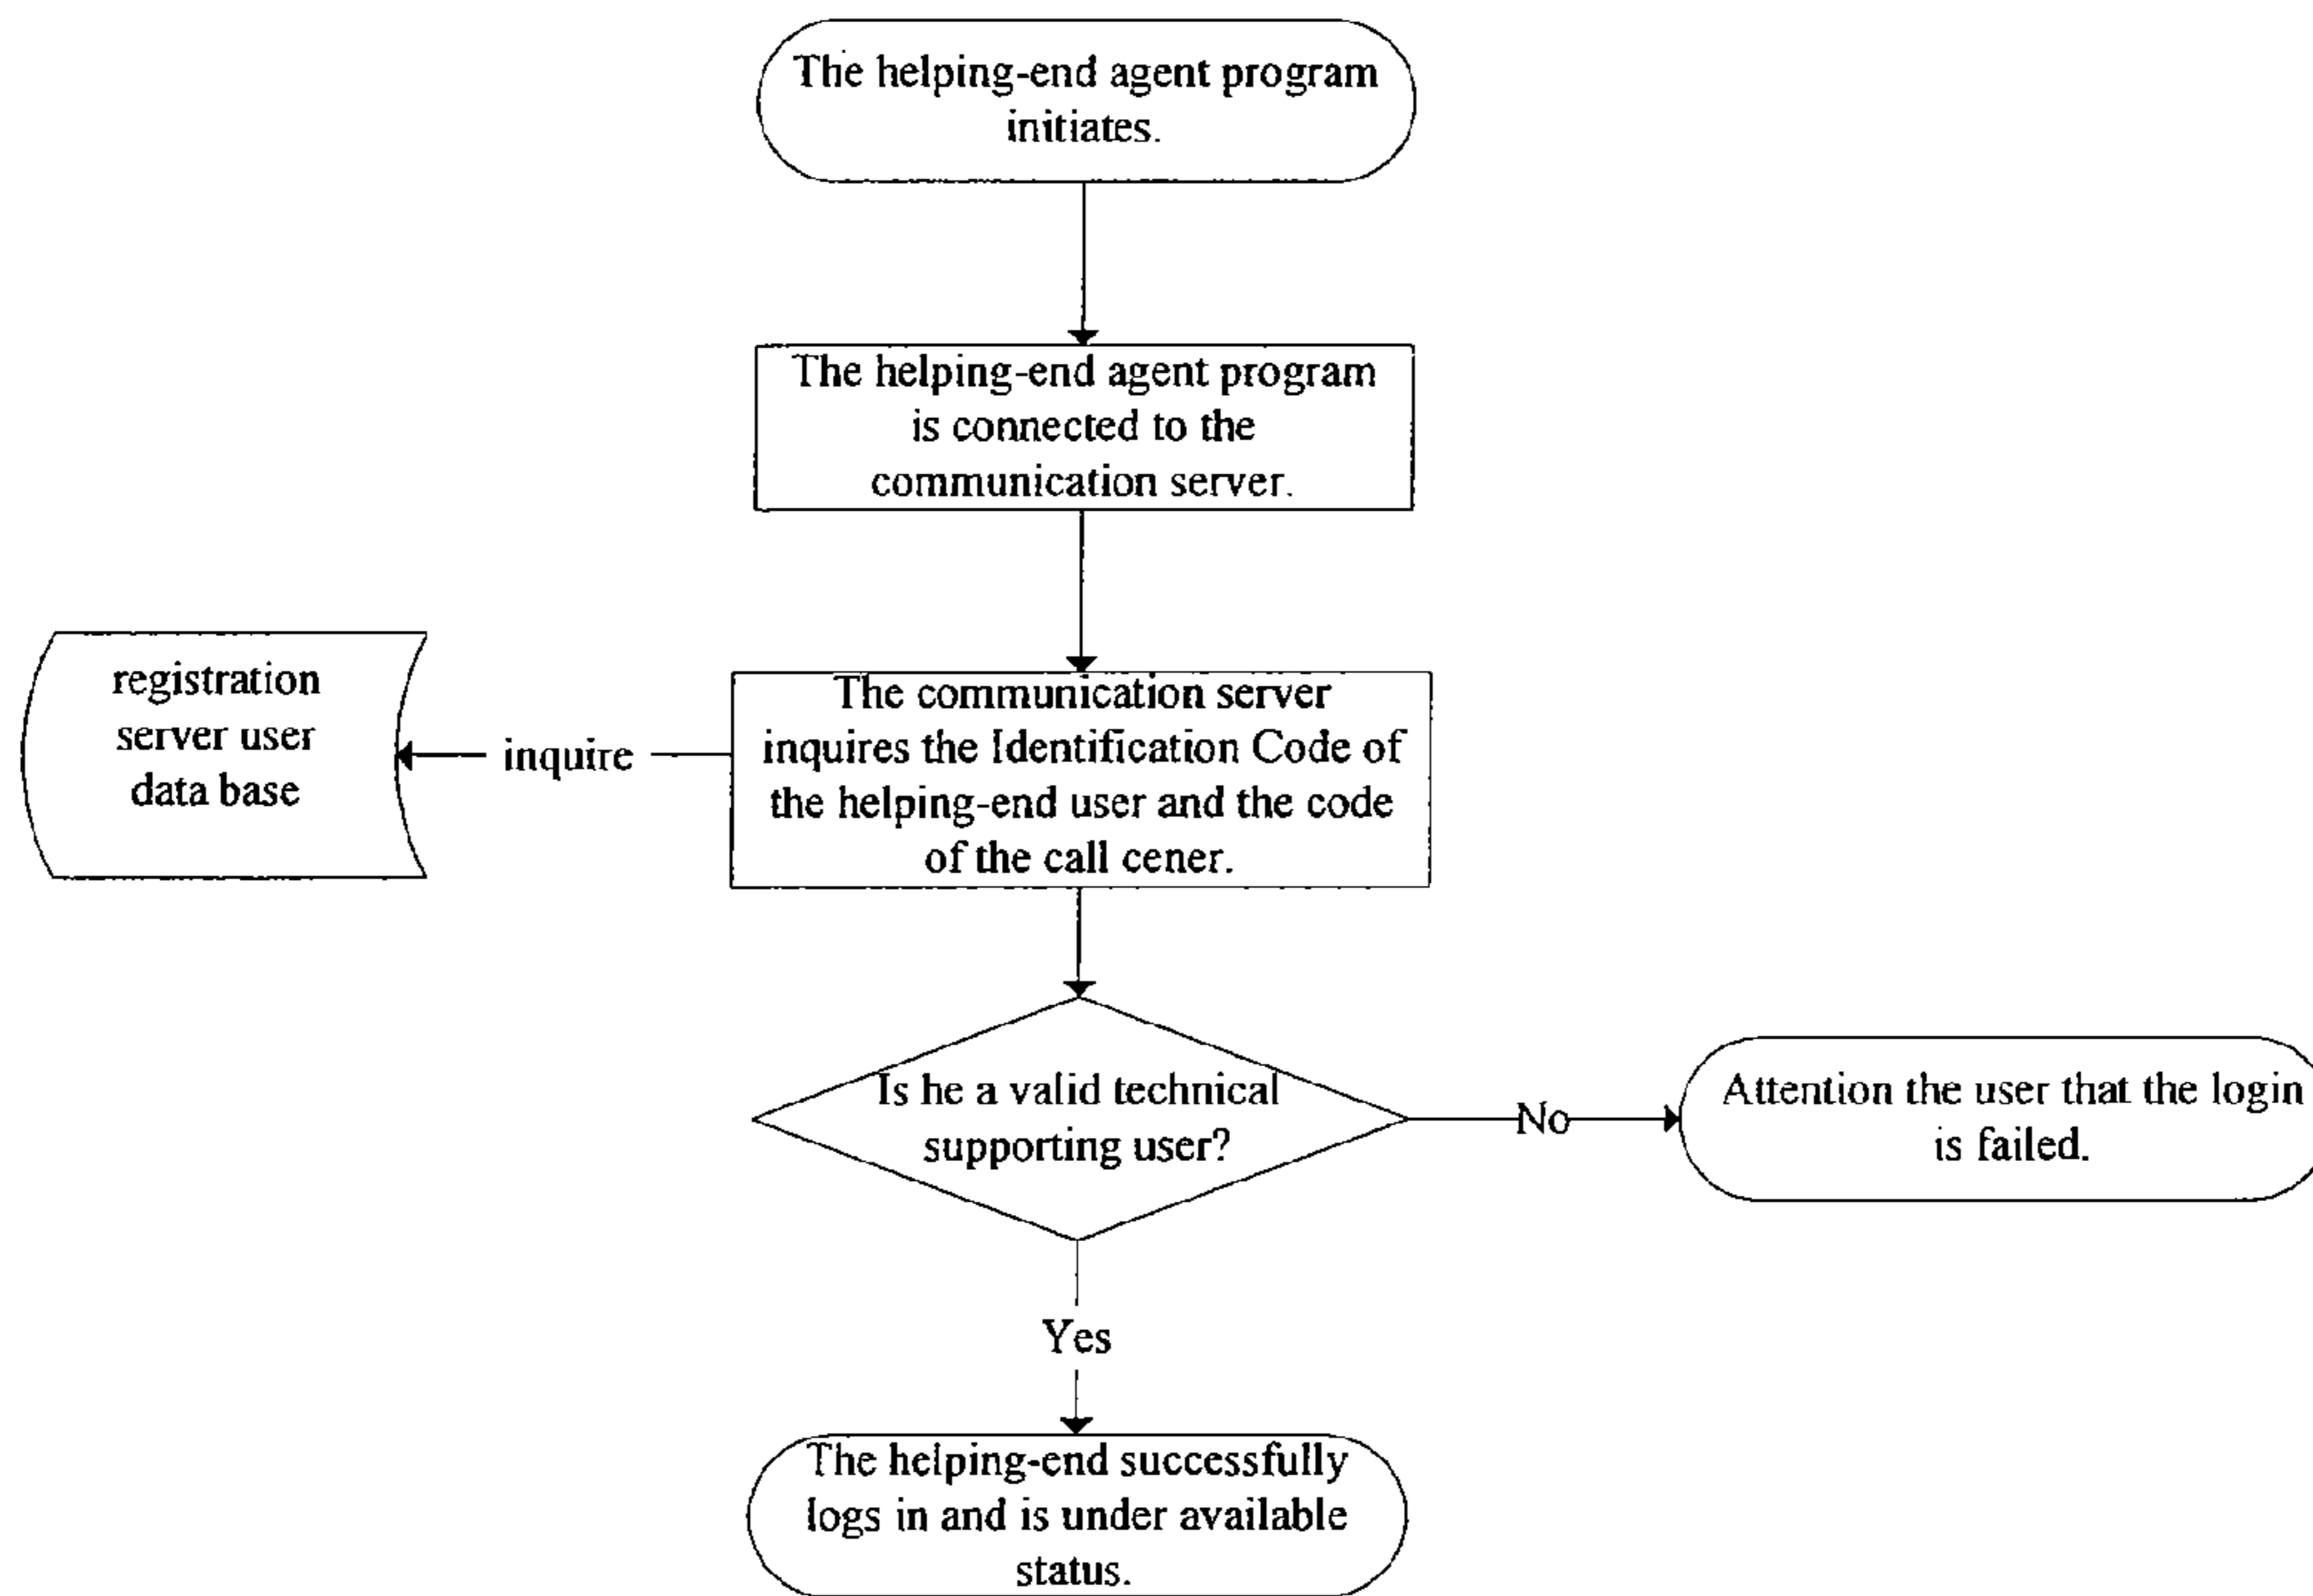 The helping-end agent program
initiates.
The helping-end agent program
is connected to the
communication server.
registration
server user
data base
inquire
The communication server
inquires the Identification Code of
the helping-end user and the code
of the call cener.
Is he a valid technical
supporting user?
No
Attention the user that the login
is failed.
Yes
The helping-end successfully
logs in and is under available
status.